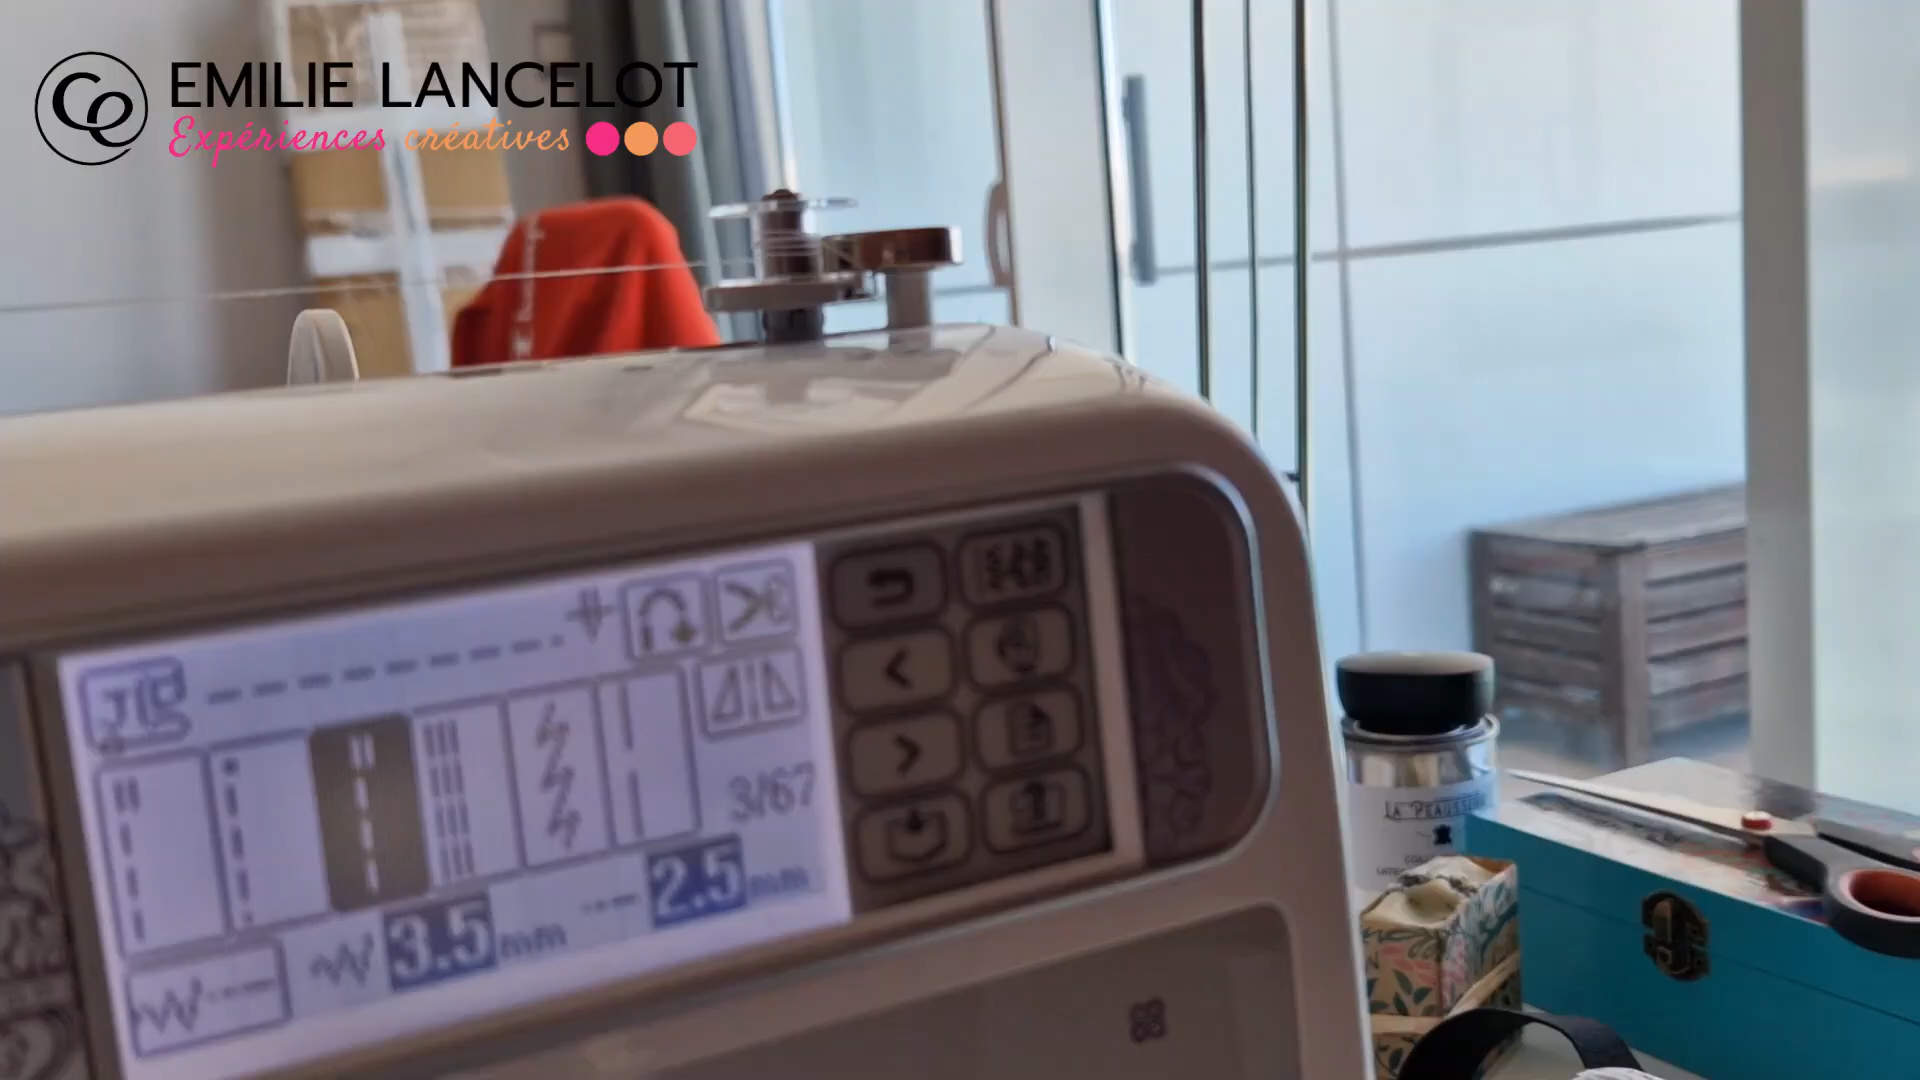 EMILIE LANCELOT
Expériences créatives
3/67
3.5 mm
2.5 mm
LA PEAUSSERIE